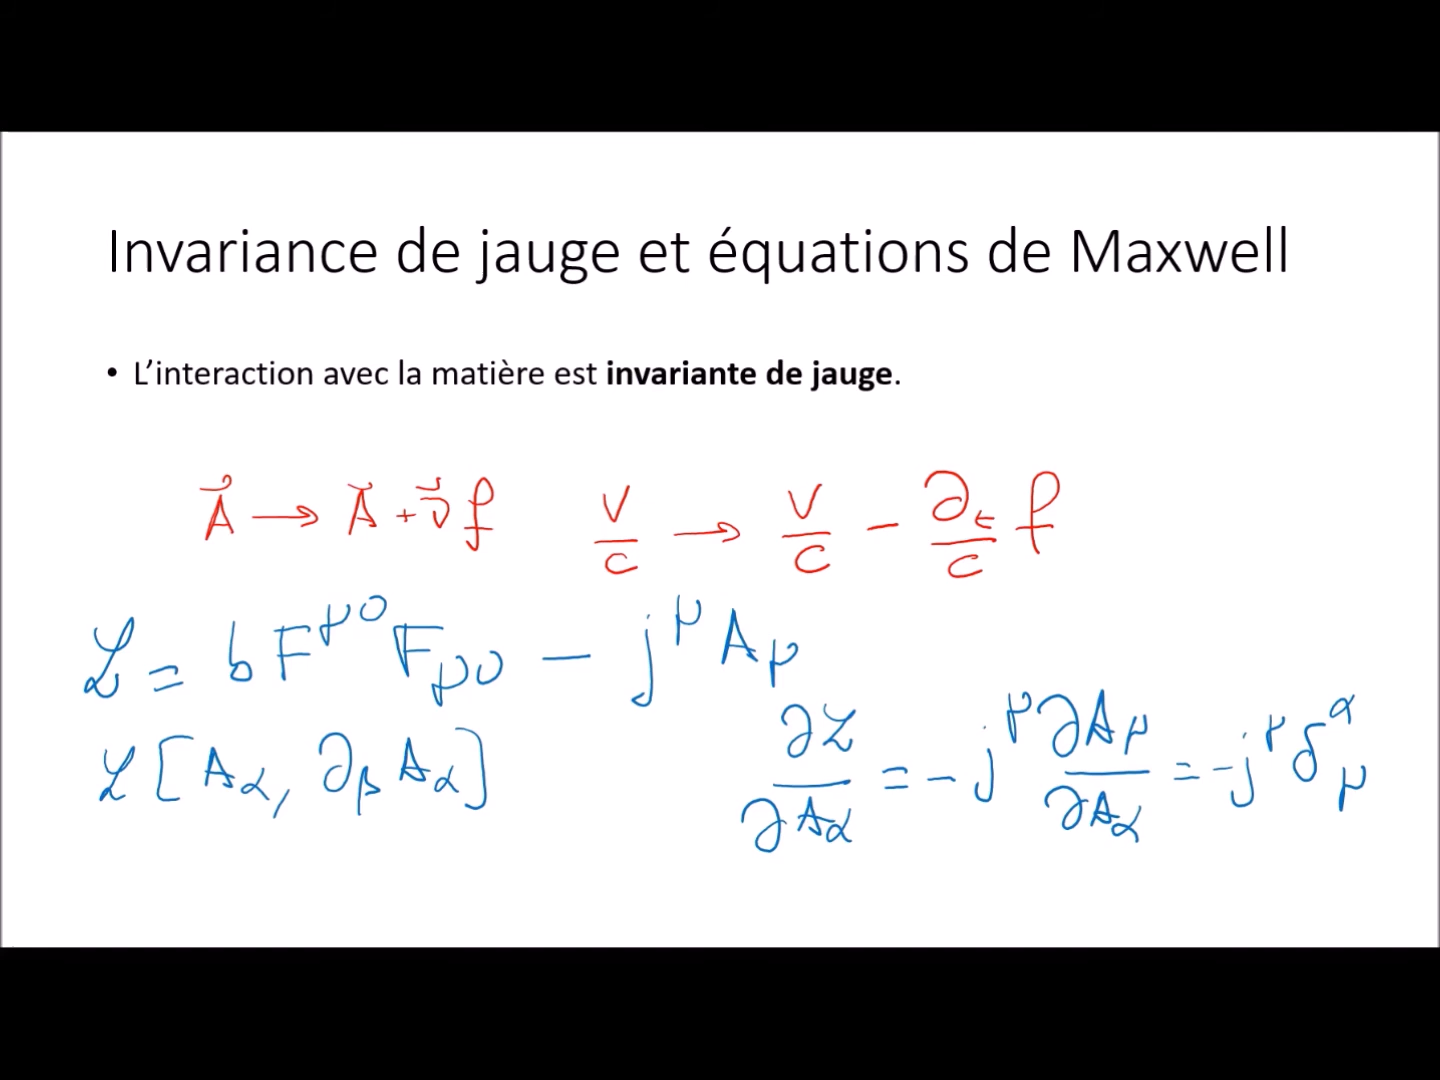 Invariance de jauge et équations de Maxwell
• L’interaction avec la matière est invariante de jauge.
A⃗ → A⃗ + ∇⃗ f   V/c → V/c − ∂ₜ/c f
ℒ = b F^{μν} F_{μν} − j^μ A_μ
ℒ [A_α, ∂_β A_α]   ∂ℒ/∂A_α = − j^μ ∂A_μ/∂A_α = − j^μ δ^α_μ